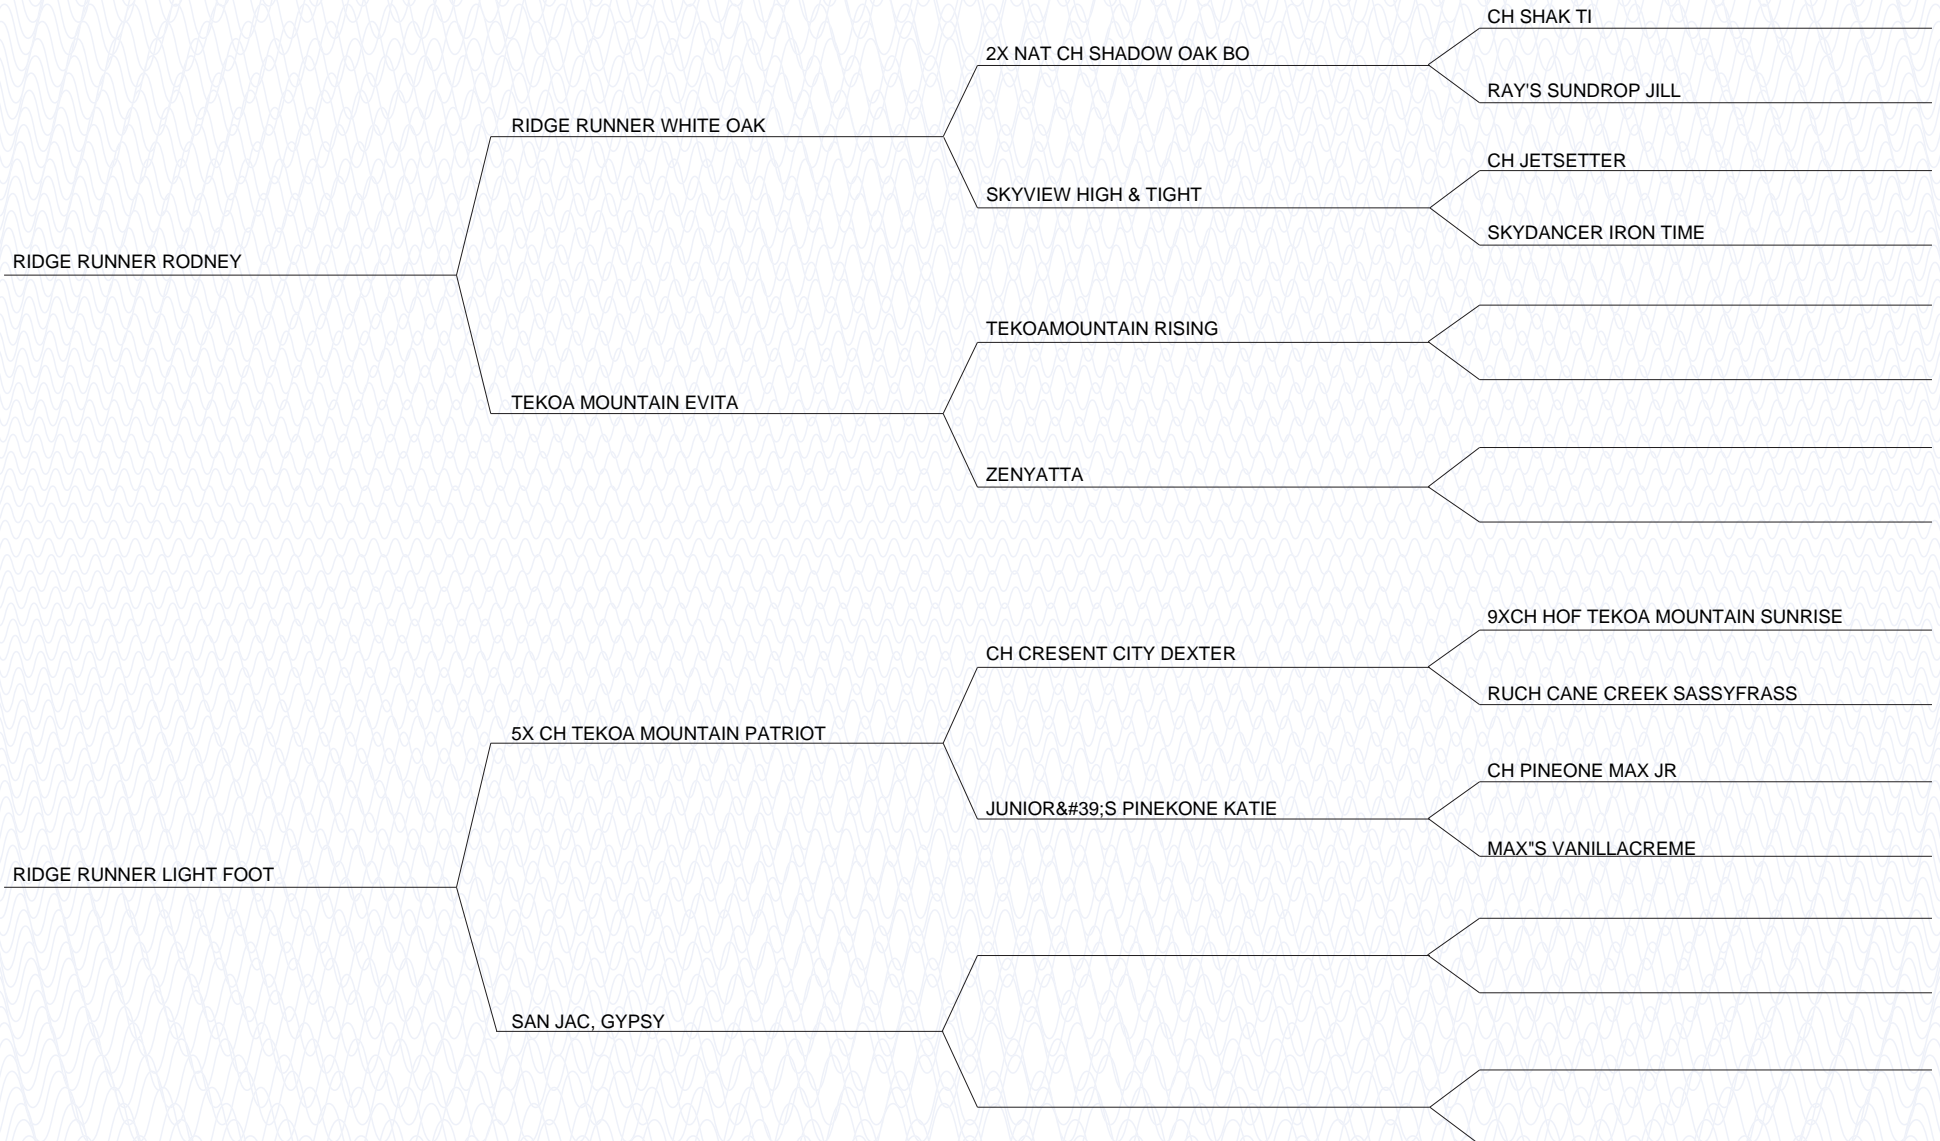 CH SHAK TI
2X NAT CH SHADOW OAK BO
RAY'S SUNDROP JILL
RIDGE RUNNER WHITE OAK
CH JETSETTER
SKYVIEW HIGH & TIGHT
SKYDANCER IRON TIME
RIDGE RUNNER RODNEY
TEKOAMOUNTAIN RISING
TEKOA MOUNTAIN EVITA
ZENYATTA
9XCH HOF TEKOA MOUNTAIN SUNRISE
CH CRESENT CITY DEXTER
RUCH CANE CREEK SASSYFRASS
5X CH TEKOA MOUNTAIN PATRIOT
CH PINEONE MAX JR
JUNIOR&#39;S PINEKONE KATIE
MAX"S VANILLACREME
RIDGE RUNNER LIGHT FOOT
SAN JAC, GYPSY